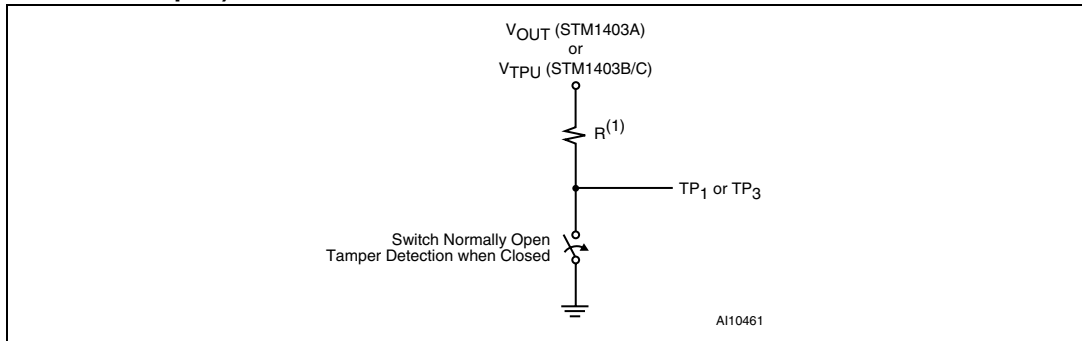 VOUT (STM1403A)
or
VTPU (STM1403B/C)
R(1)
TP1 or TP3
Switch Normally Open
Tamper Detection when Closed
AI10461